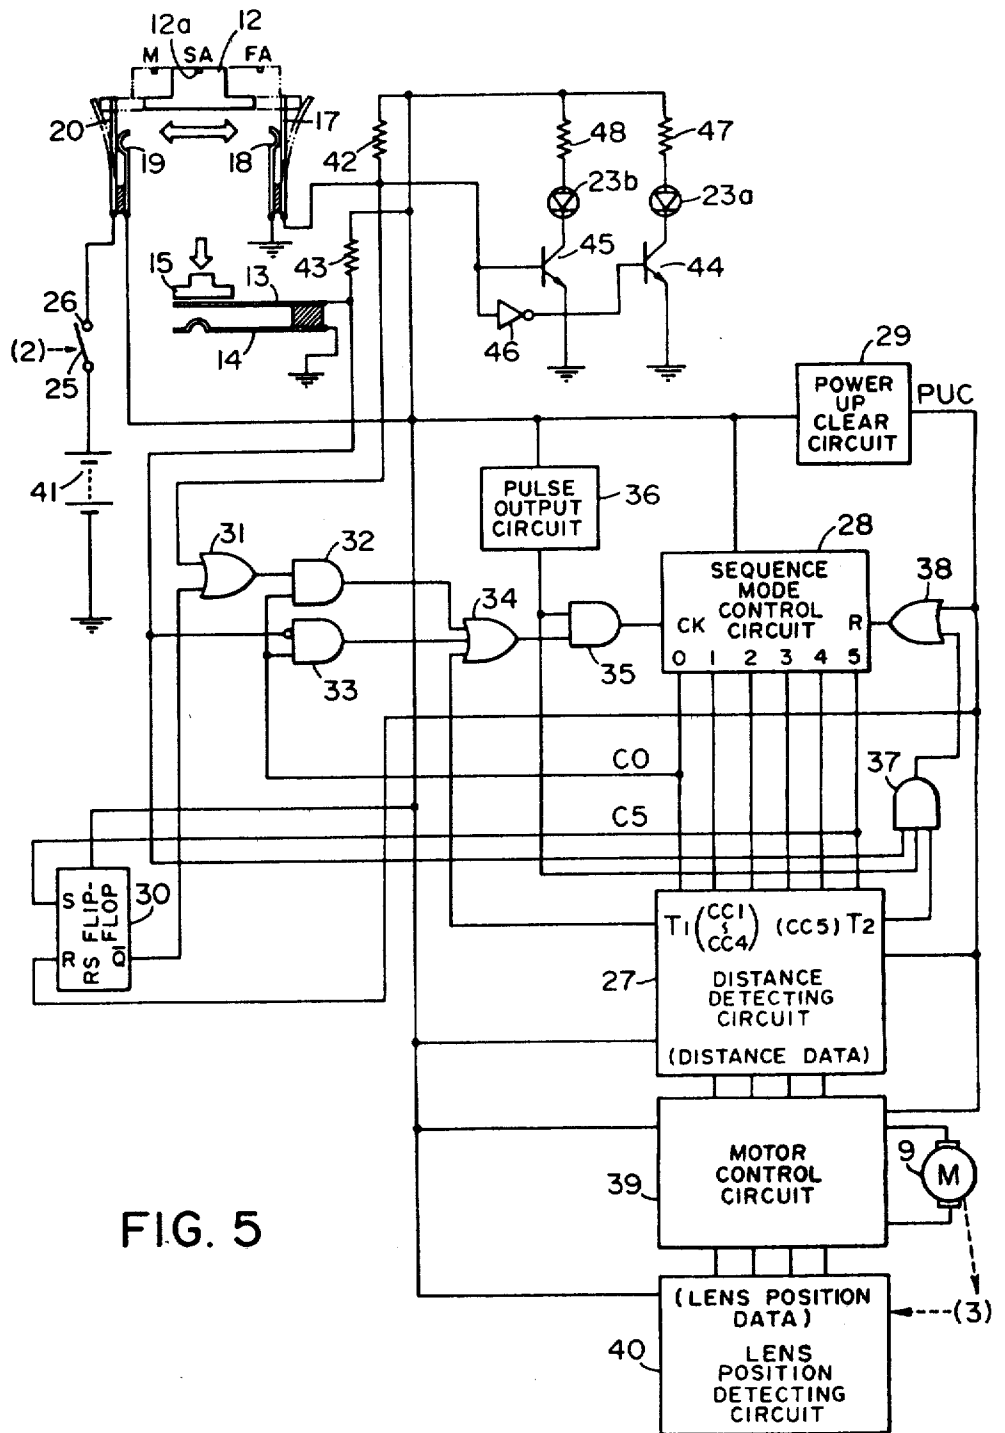 12a 12
M SA FA
20 19 18 17
42 48 47
23b 23a
43 45 44
15 13
46
26
(2) 14
25
29
POWER
UP
CLEAR
CIRCUIT
PUC
41
PULSE
OUTPUT
CIRCUIT
36
31 32 28
SEQUENCE
MODE
CONTROL
CIRCUIT
38
34
CK R
35
33
0 1 2 3 4 5
C0
37
C5
S
R
RS FLIP-
FLOP
Q
30
T1 (CC1
∫
CC4) (CC5) T2
27
DISTANCE
DETECTING
CIRCUIT
(DISTANCE DATA)
MOTOR
CONTROL
CIRCUIT
9
M
39
FIG. 5
(LENS POSITION
DATA)
(3)
40
LENS
POSITION
DETECTING
CIRCUIT